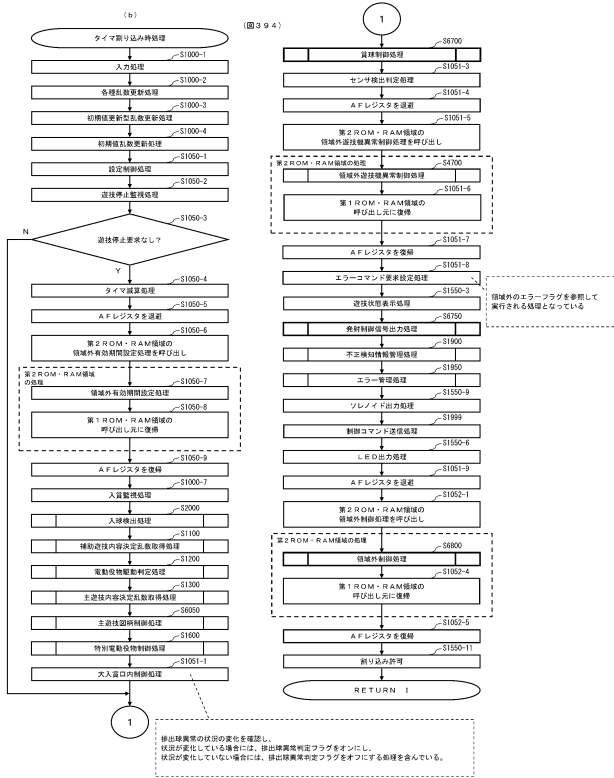 (b)
(図394)
タイマ割り込み時処理
S1000-1
入力処理
S1000-2
各種乱数更新処理
S1000-3
初期値更新型乱数更新処理
S1000-4
初期値乱数更新処理
S1050-1
設定制御処理
S1050-2
遊技停止監視処理
S1050-3
遊技停止要求なし?
N
Y
S1050-4
タイマ減算処理
S1050-5
AFレジスタを退避
S1050-6
第2ROM・RAM領域の
領域外有効期間設定処理を呼び出し
第2ROM・RAM領域
の処理
S1050-7
領域外有効期間設定処理
S1050-8
第1ROM・RAM領域の
呼び出し元に復帰
S1050-9
AFレジスタを復帰
S1000-7
入賞監視処理
S2000
入球検出処理
S1100
補助遊技内容決定乱数取得処理
S1200
電動役物駆動判定処理
S1300
主遊技内容決定乱数取得処理
S6050
主遊技図柄制御処理
S1600
特別電動役物制御処理
S1051-1
大入賞口内制御処理
1
排出球異常の状況の変化を確認し、
状況が変化している場合には、排出球異常判定フラグをオンにし、
状況が変化していない場合には、排出球異常判定フラグをオフにする処理を含んでいる。
1
S6700
賞球制御処理
S1051-3
センサ検出判定処理
S1051-4
AFレジスタを退避
S1051-5
第2ROM・RAM領域の
領域外遊技機異常制御処理を呼び出し
第2ROM・RAM領域の処理
S4700
領域外遊技機異常制御処理
S1051-6
第1ROM・RAM領域の
呼び出し元に復帰
S1051-7
AFレジスタを復帰
S1051-8
エラーコマンド要求設定処理
領域外のエラーフラグを参照して
実行される処理となっている
S1550-3
遊技状態表示処理
S6750
発射制御信号出力処理
S1900
不正検知情報管理処理
S1950
エラー管理処理
S1550-9
ソレノイド出力処理
S1999
制御コマンド送信処理
S1550-6
LED出力処理
S1051-9
AFレジスタを退避
S1052-1
第2ROM・RAM領域の
領域外制御処理を呼び出し
第2ROM・RAM領域の処理
S6800
領域外制御処理
S1052-4
第1ROM・RAM領域の
呼び出し元に復帰
S1052-5
AFレジスタを復帰
S1550-11
割り込み許可
RETURN I